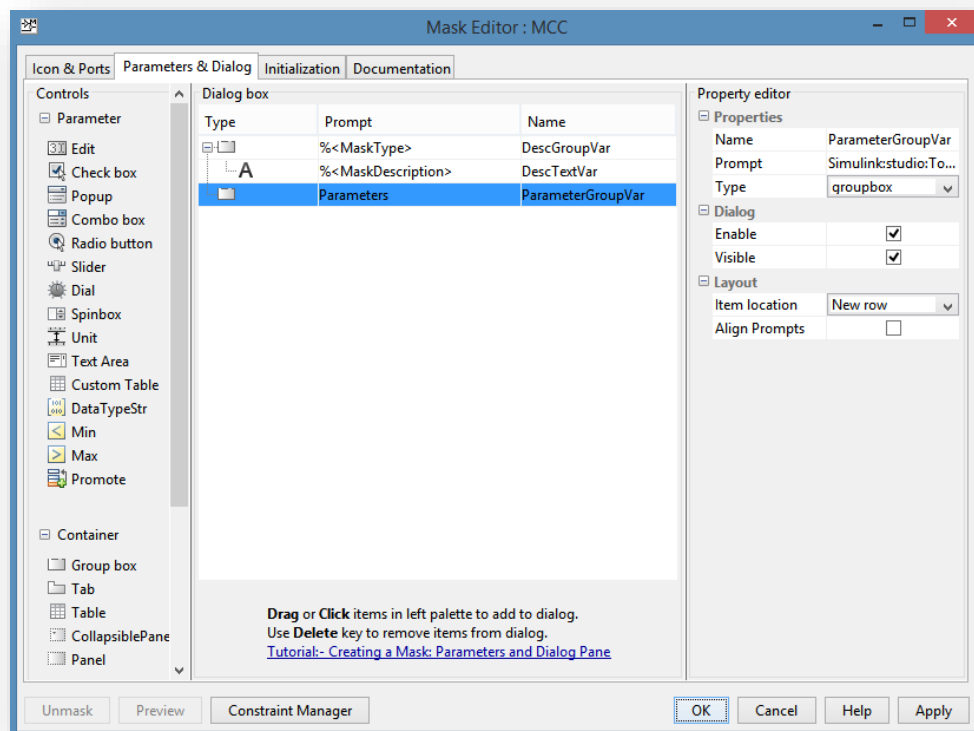 Mask Editor : MCC
Icon & Ports Parameters & Dialog Initialization Documentation
Controls
Parameter
Edit
Check box
Popup
Combo box
Radio button
Slider
Dial
Spinbox
Unit
Text Area
Custom Table
DataTypeStr
Min
Max
Promote
Container
Group box
Tab
Table
CollapsiblePane
Panel
Dialog box
Type Prompt Name
%<MaskType> DescGroupVar
A %<MaskDescription> DescTextVar
Parameters ParameterGroupVar
Drag or Click items in left palette to add to dialog.
Use Delete key to remove items from dialog.
Tutorial:- Creating a Mask: Parameters and Dialog Pane
Property editor
Properties
Name ParameterGroupVar
Prompt Simulink:studio:To...
Type groupbox
Dialog
Enable
Visible
Layout
Item location New row
Align Prompts
Unmask Preview Constraint Manager OK Cancel Help Apply